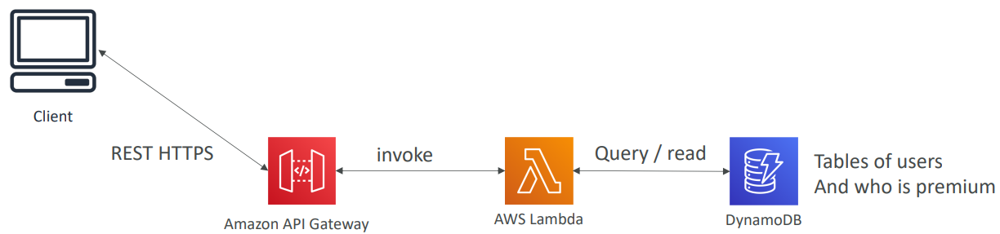 Client
REST HTTPS
invoke
Query / read
Tables of users
And who is premium
Amazon API Gateway
AWS Lambda
DynamoDB